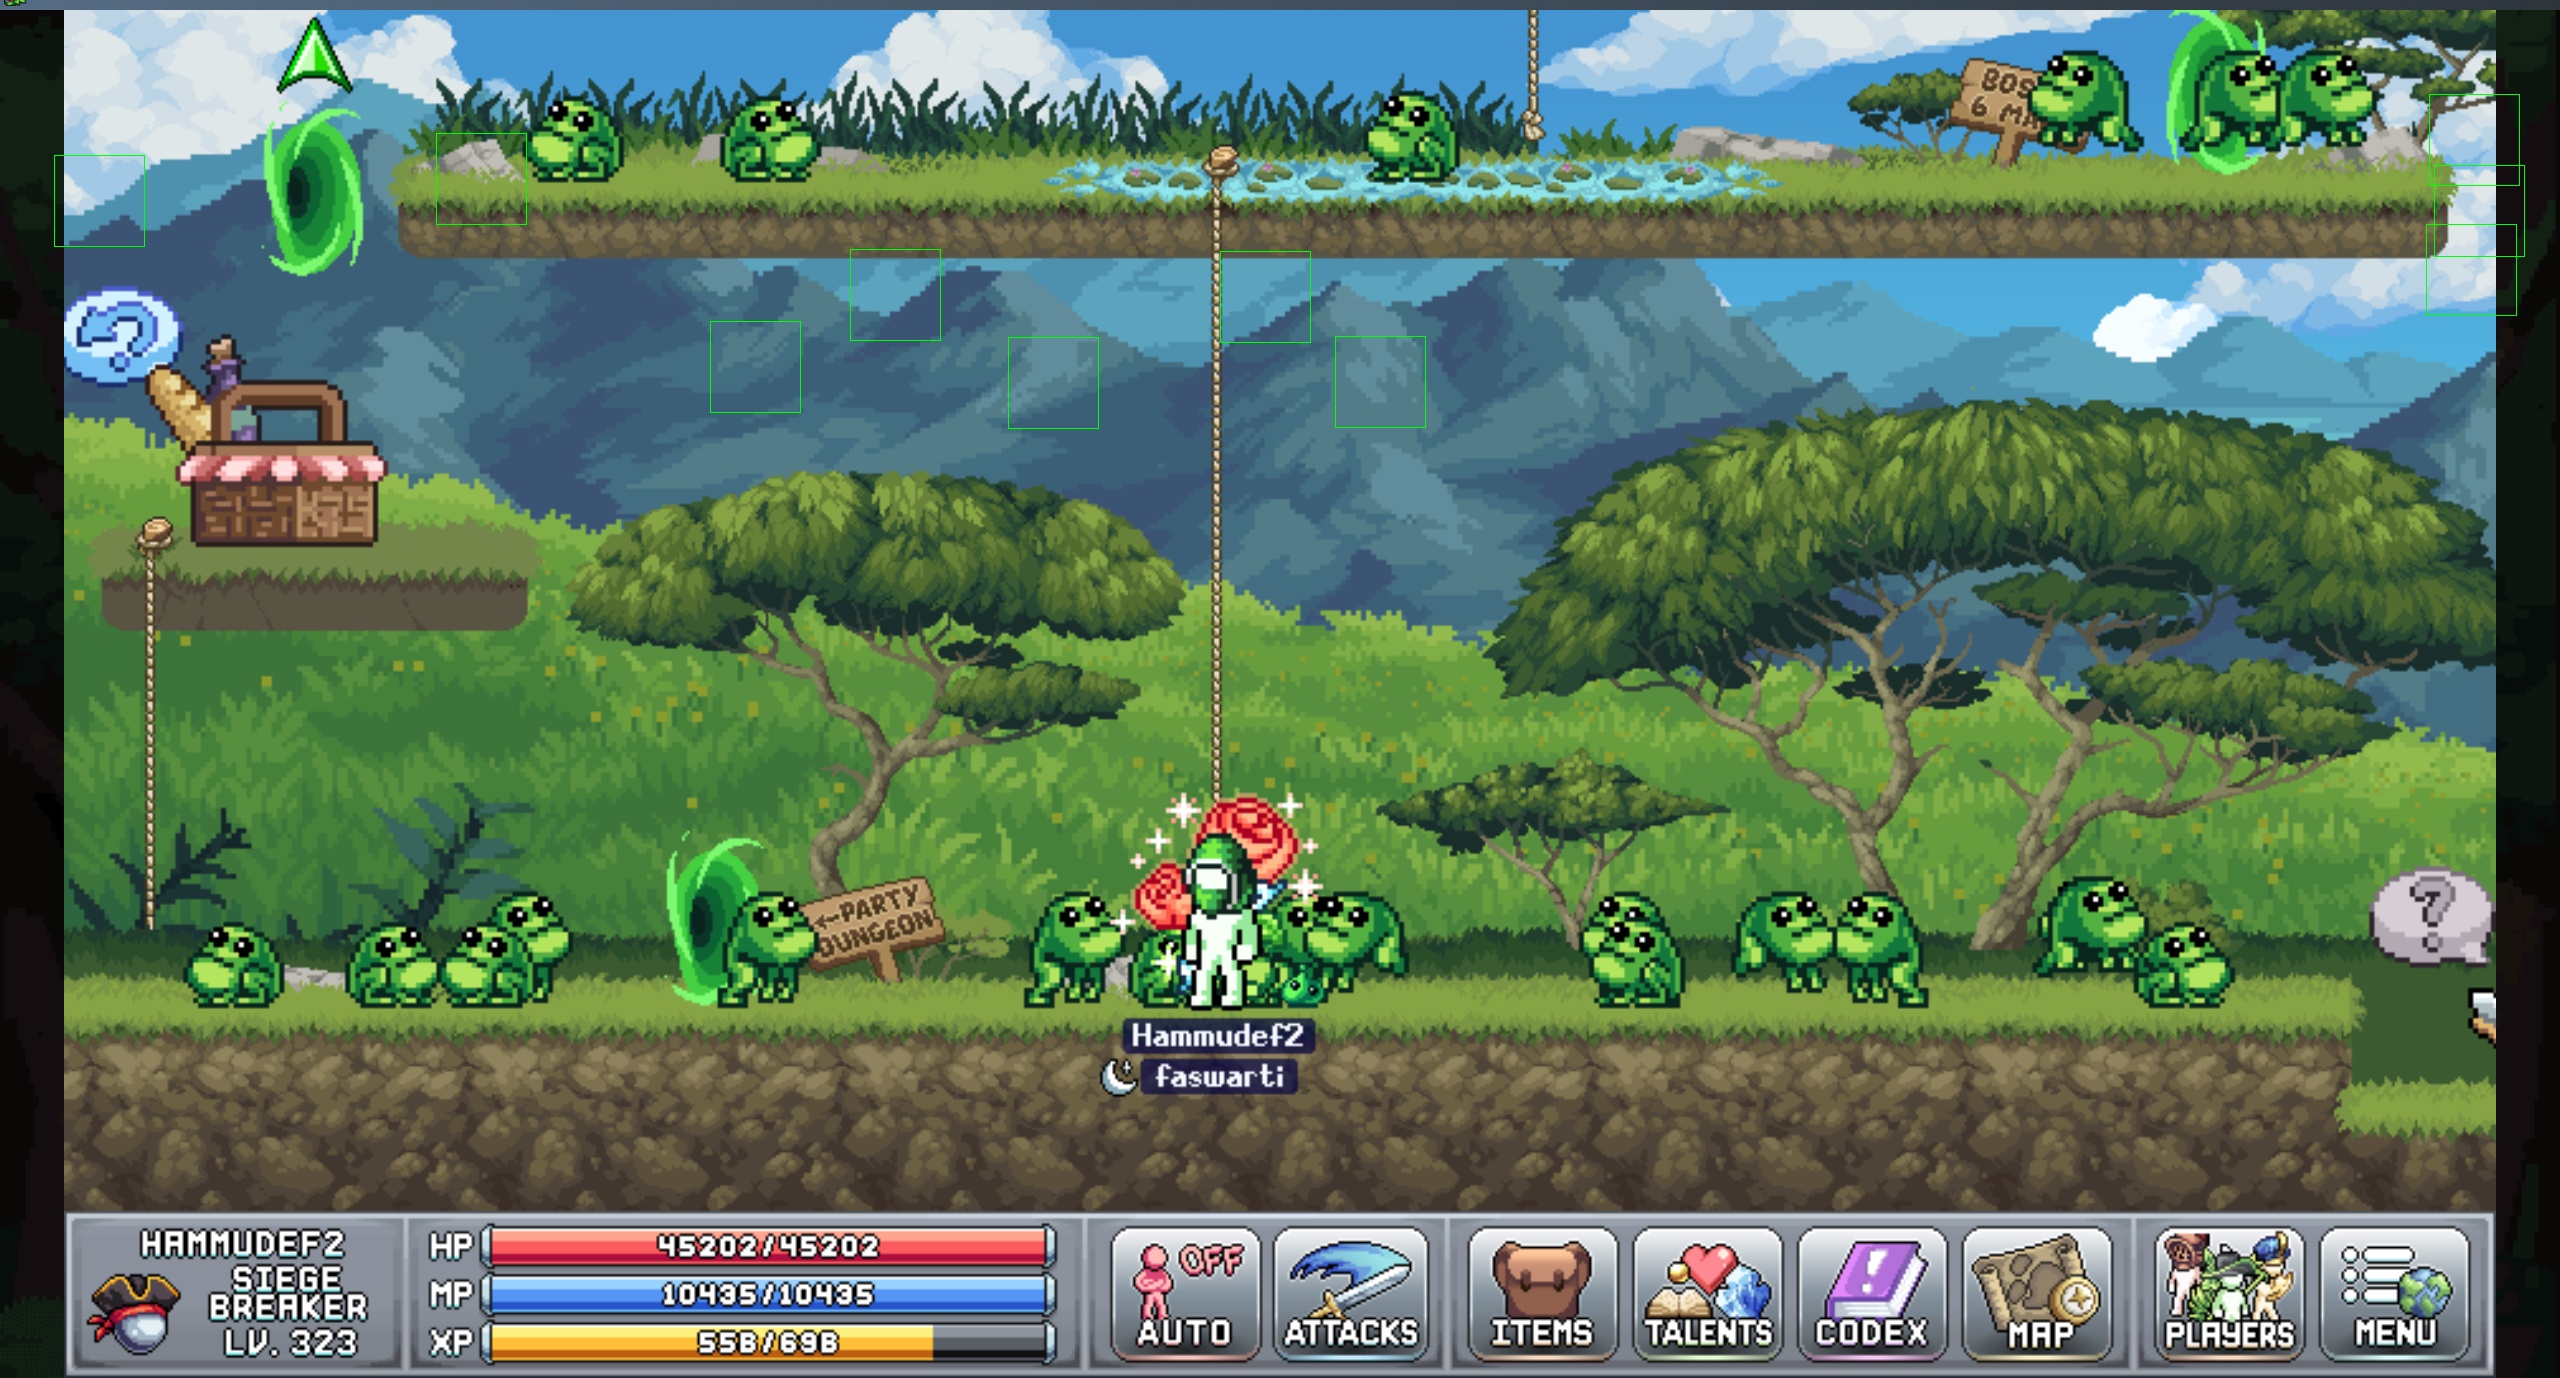 6
←PARTY
DUNGEON
Hammudef2
faswarti
HAMMUDEF2
SIEGE
BREAKER
LV. 323
HP
45202/45202
MP
10435/10435
XP
55B/69B
OFF
AUTO
ATTACKS
ITEMS
TALENTS
CODEX
MAP
PLAYERS
MENU